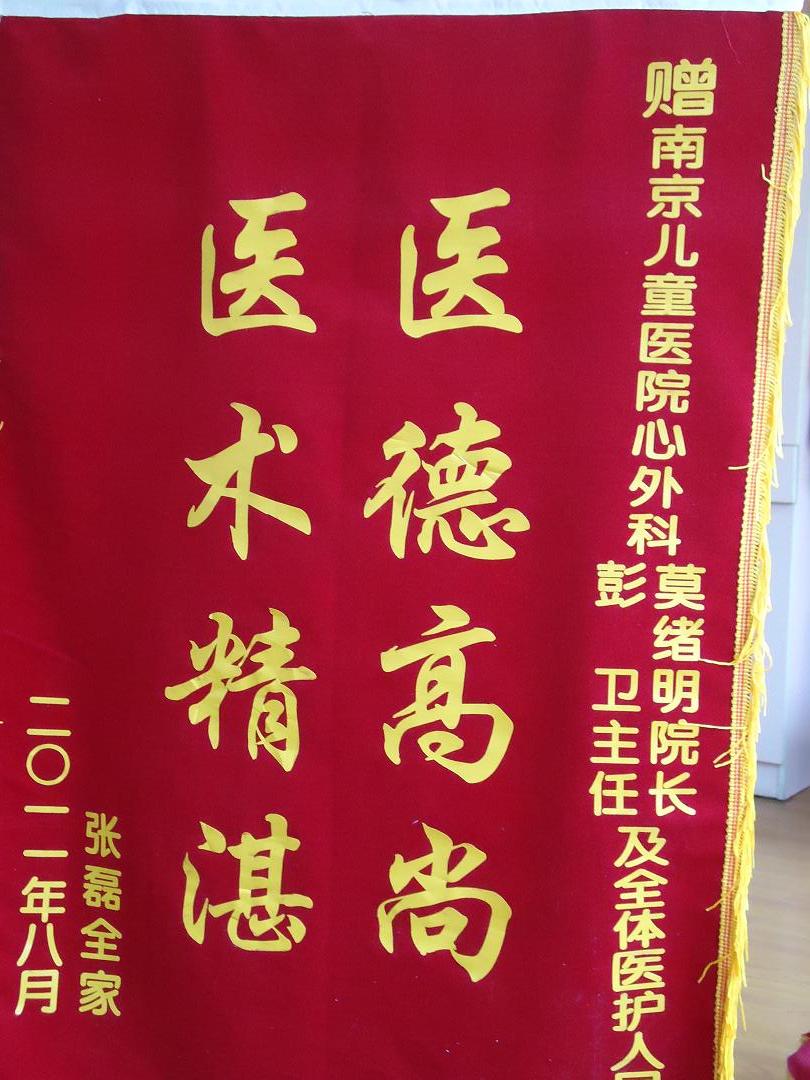 赠南京儿童医院心外科
莫绪明院长
彭 卫主任
及全体医护人
医德高尚
医术精湛
张磊全家
二〇一一年八月